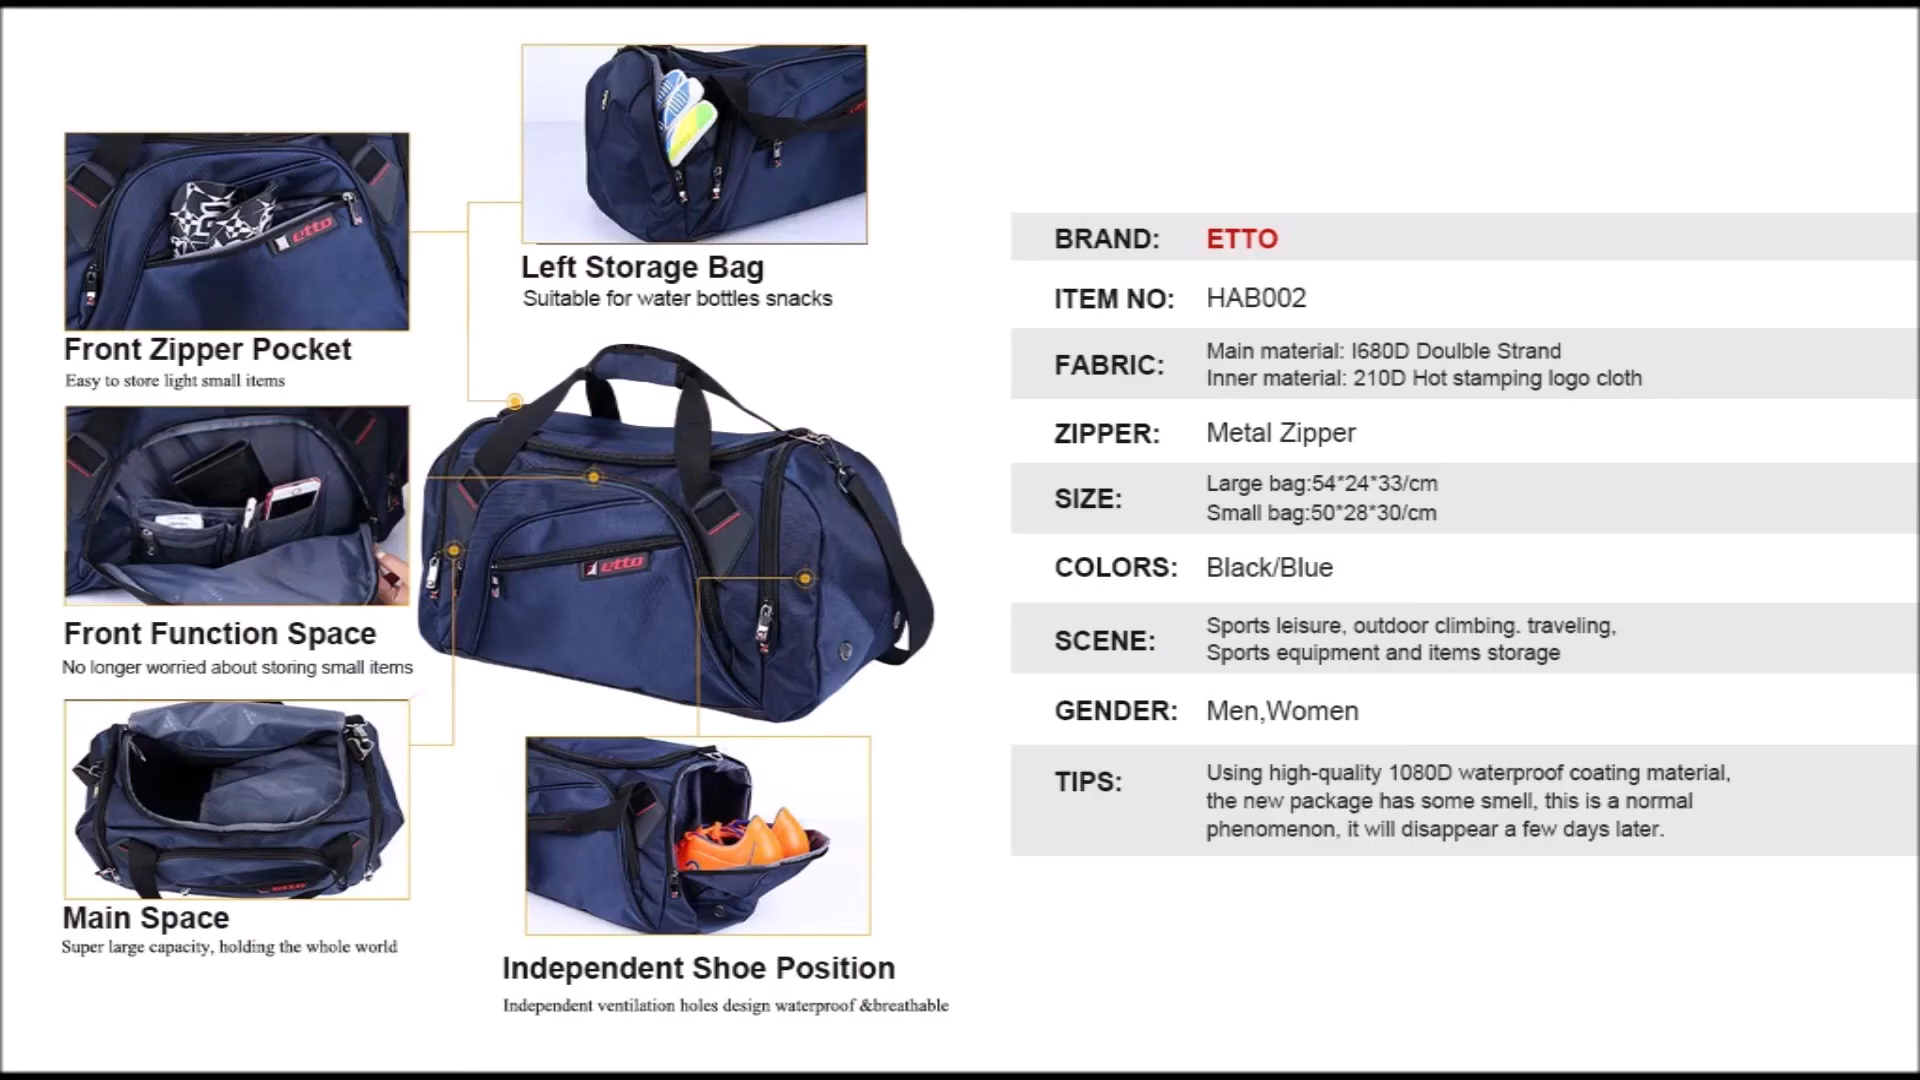 Left Storage Bag
Suitable for water bottles snacks
etto
Front Zipper Pocket
Easy to store light small items
Front Function Space
No longer worried about storing small items
etto
etto
Main Space
Super large capacity, holding the whole world
Independent Shoe Position
Independent ventilation holes design waterproof &breathable
BRAND: ETTO
ITEM NO: HAB002
FABRIC: Main material: I680D Doulble Strand
Inner material: 210D Hot stamping logo cloth
ZIPPER: Metal Zipper
SIZE: Large bag:54*24*33/cm
Small bag:50*28*30/cm
COLORS: Black/Blue
SCENE: Sports leisure, outdoor climbing. traveling,
Sports equipment and items storage
GENDER: Men,Women
TIPS: Using high-quality 1080D waterproof coating material,
the new package has some smell, this is a normal
phenomenon, it will disappear a few days later.